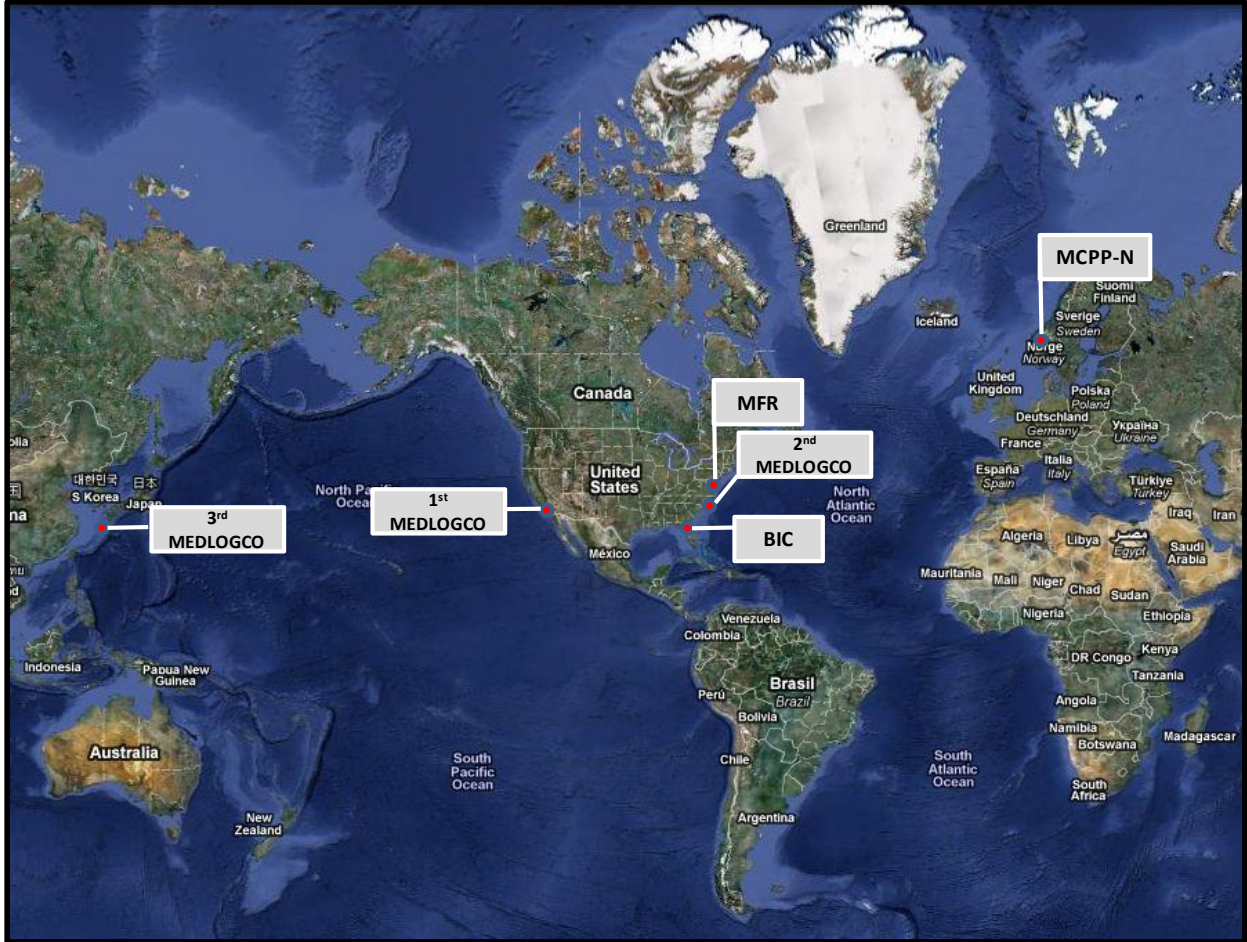 Greenland
MCPP-N
Suomi
Finland
Iceland
Sverige
Sweden
Norge
Norway
United
Kingdom
Polska
Poland
Canada
MFR
Deutschland
Germany
Україна
Ukraine
France
2nd
MEDLOGCO
Italia
Italy
España
Spain
Türkiye
Turkey
United
States
대한민국
S Korea
日本
Japan
North Pacific
Ocean
1st
MEDLOGCO
North
Atlantic
Ocean
Iraq
Iran
3rd
MEDLOGCO
BIC
México
Algeria
Libya
مصر
Egypt
Saudi
Arabia
Mauritania
Mali
Niger
Chad
Sudan
Nigeria
Ethiopia
Venezuela
Colombia
Kenya
DR Congo
Tanzania
Indonesia
Papua New
Guinea
Perú
Brasil
Brazil
Bolivia
Angola
Namibia
Botswana
Madagascar
Australia
South
Pacific
Ocean
Chile
South
Atlantic
Ocean
South
Africa
New
Zealand
Argentina